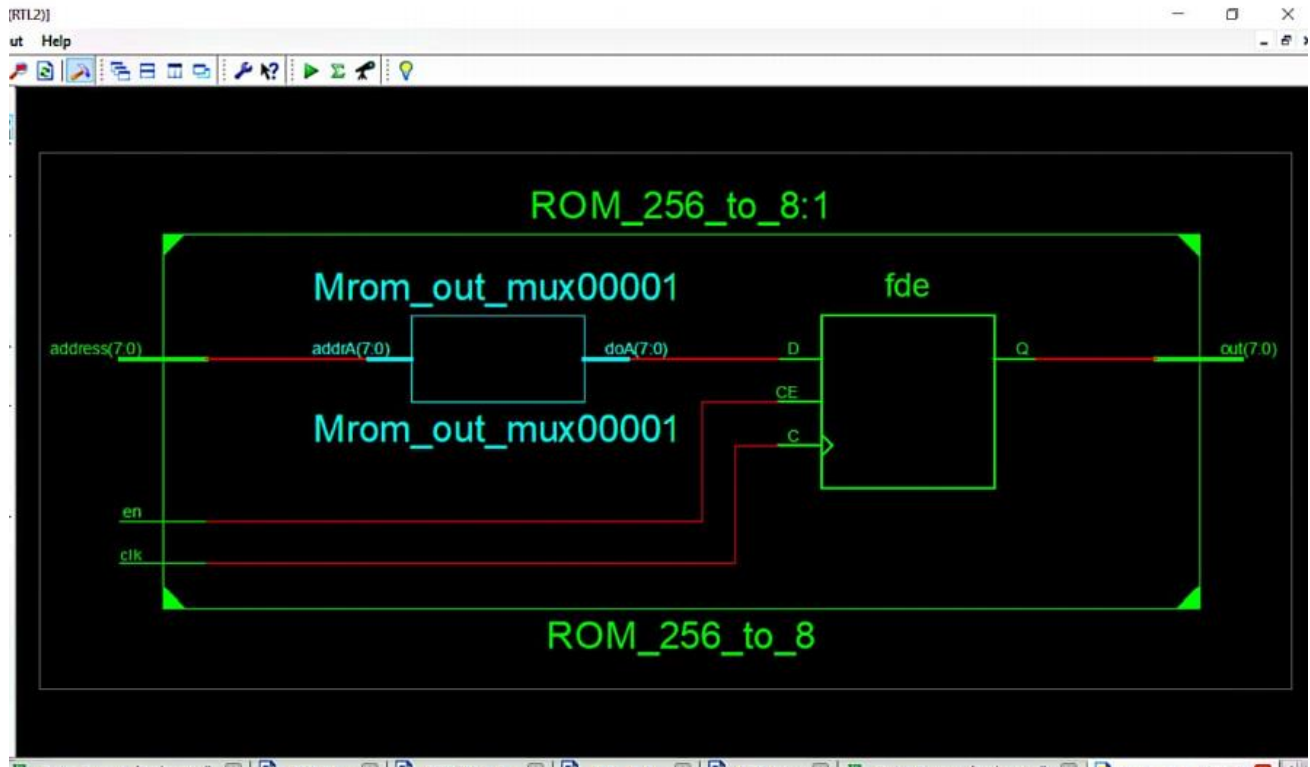 (RTL2)]
ut Help
ROM_256_to_8:1
Mrom_out_mux00001
fde
address(7:0)
addrA(7:0)
doA(7:0)
D
Q
out(7:0)
CE
Mrom_out_mux00001
C
en
clk
ROM_256_to_8